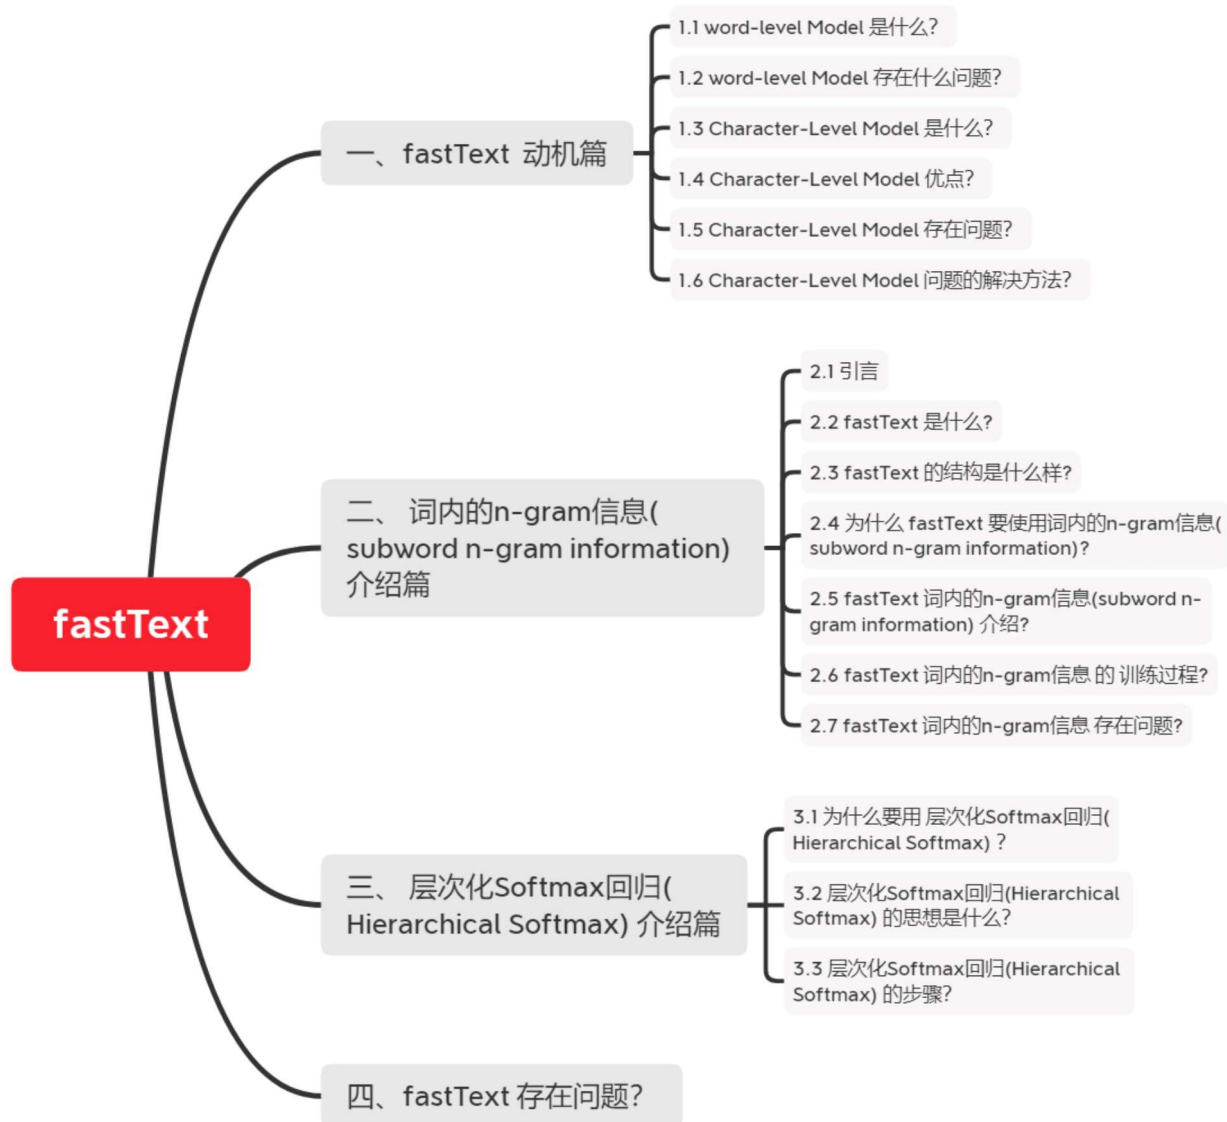 fastText
一、fastText 动机篇
1.1 word-level Model 是什么?
1.2 word-level Model 存在什么问题?
1.3 Character-Level Model 是什么?
1.4 Character-Level Model 优点?
1.5 Character-Level Model 存在问题?
1.6 Character-Level Model 问题的解决方法?
二、 词内的n-gram信息(
subword n-gram information)
介绍篇
2.1 引言
2.2 fastText 是什么?
2.3 fastText 的结构是什么样?
2.4 为什么 fastText 要使用词内的n-gram信息(
subword n-gram information)?
2.5 fastText 词内的n-gram信息(subword n-
gram information) 介绍?
2.6 fastText 词内的n-gram信息 的 训练过程?
2.7 fastText 词内的n-gram信息 存在问题?
三、 层次化Softmax回归(
Hierarchical Softmax) 介绍篇
3.1 为什么要用 层次化Softmax回归(
Hierarchical Softmax) ？
3.2 层次化Softmax回归(Hierarchical
Softmax) 的思想是什么?
3.3 层次化Softmax回归(Hierarchical
Softmax) 的步骤?
四、fastText 存在问题?